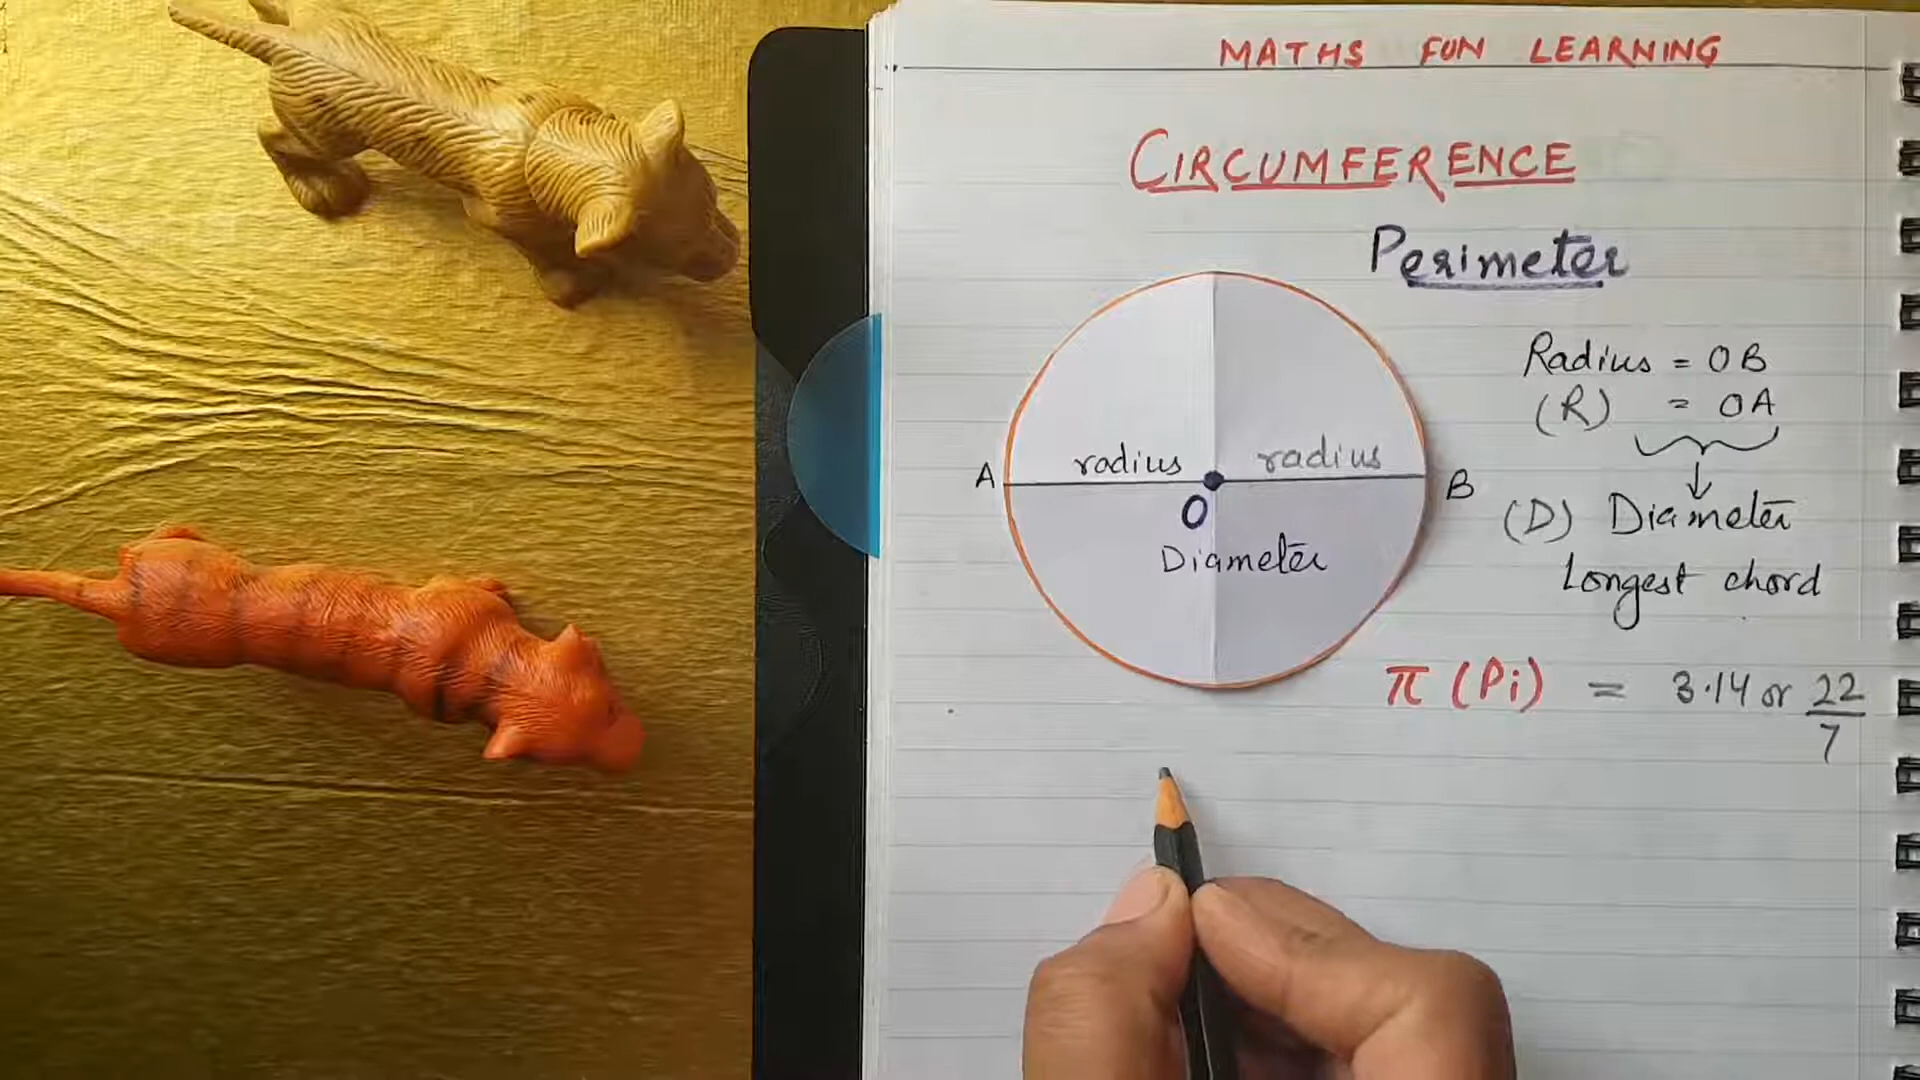 MATHS FUN LEARNING
CIRCUMFERENCE
Perimeter
Radius = OB
(R) = OA
A radius radius B
O
(D) Diameter
Diameter
Longest chord
π (Pi) = 3.14 or 22/7